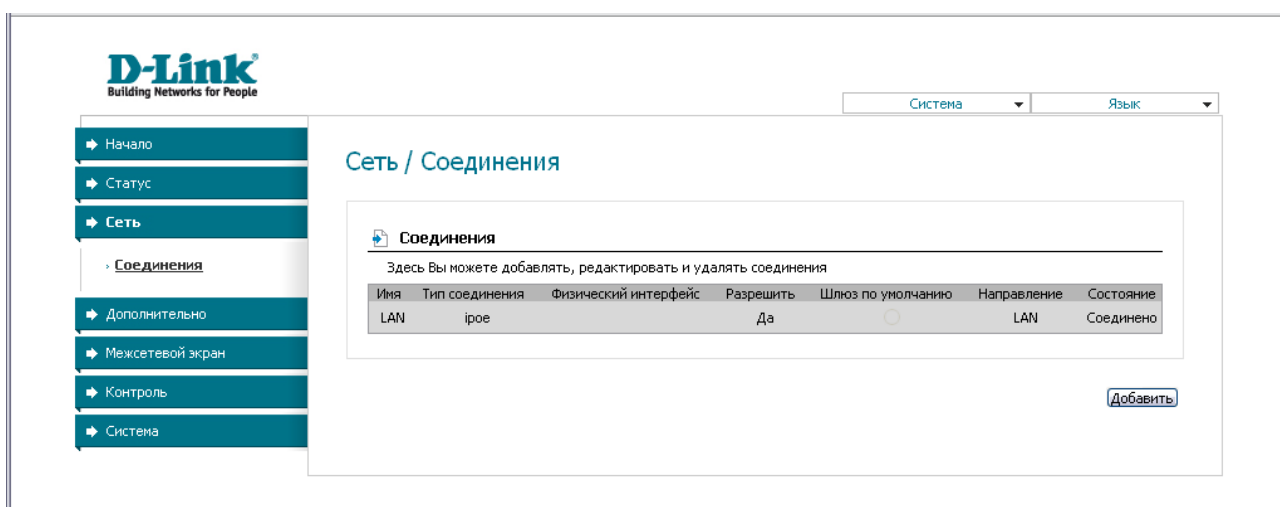 D-Link
Building Networks for People
Система Язык
Начало
Статус
Сеть
Соединения
Дополнительно
Межсетевой экран
Контроль
Система
Сеть / Соединения
Соединения
Здесь Вы можете добавлять, редактировать и удалять соединения
Имя Тип соединения Физический интерфейс Разрешить Шлюз по умолчанию Направление Состояние
LAN ipoe Да LAN Соединено
Добавить